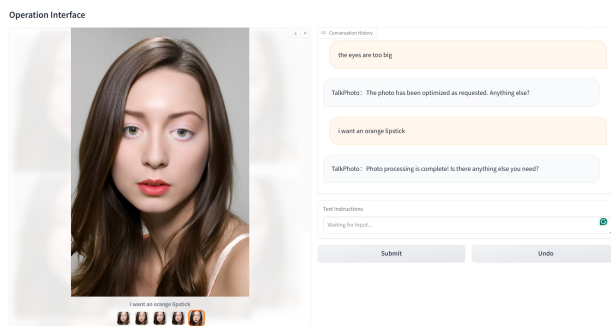 Operation Interface
Conversation History
the eyes are too big
TalkPhoto： The photo has been optimized as requested. Anything else?
i want an orange lipstick
TalkPhoto： Photo processing is complete! Is there anything else you need?
Text Instructions
Waiting for Input...
Submit
Undo
i want an orange lipstick